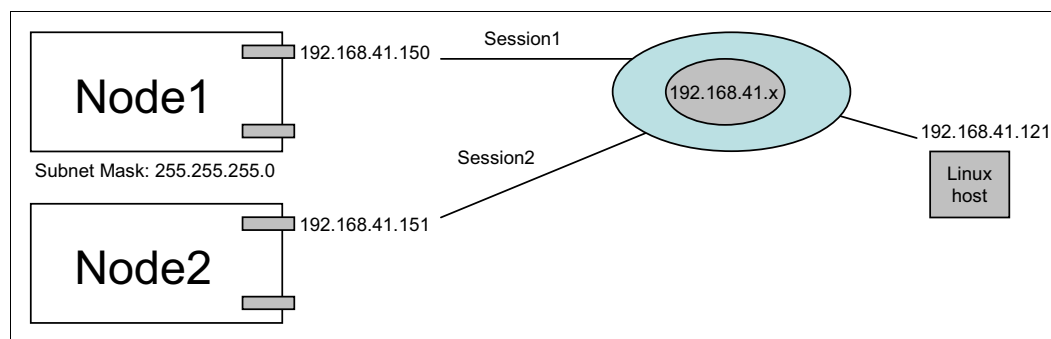 Node1
192.168.41.150
Session1
192.168.41.x
192.168.41.121
Linux
host
Subnet Mask: 255.255.255.0
Session2
Node2
192.168.41.151